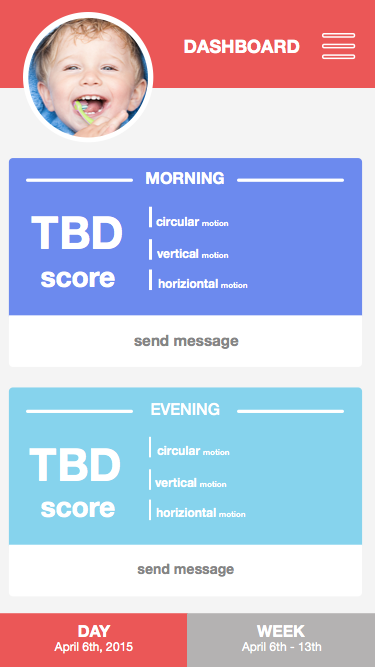 DASHBOARD
MORNING
TBD
score
circular motion
vertical motion
horiziontal motion
send message
EVENING
TBD
score
circular motion
vertical motion
horiziontal motion
send message
DAY
April 6th, 2015
WEEK
April 6th - 13th